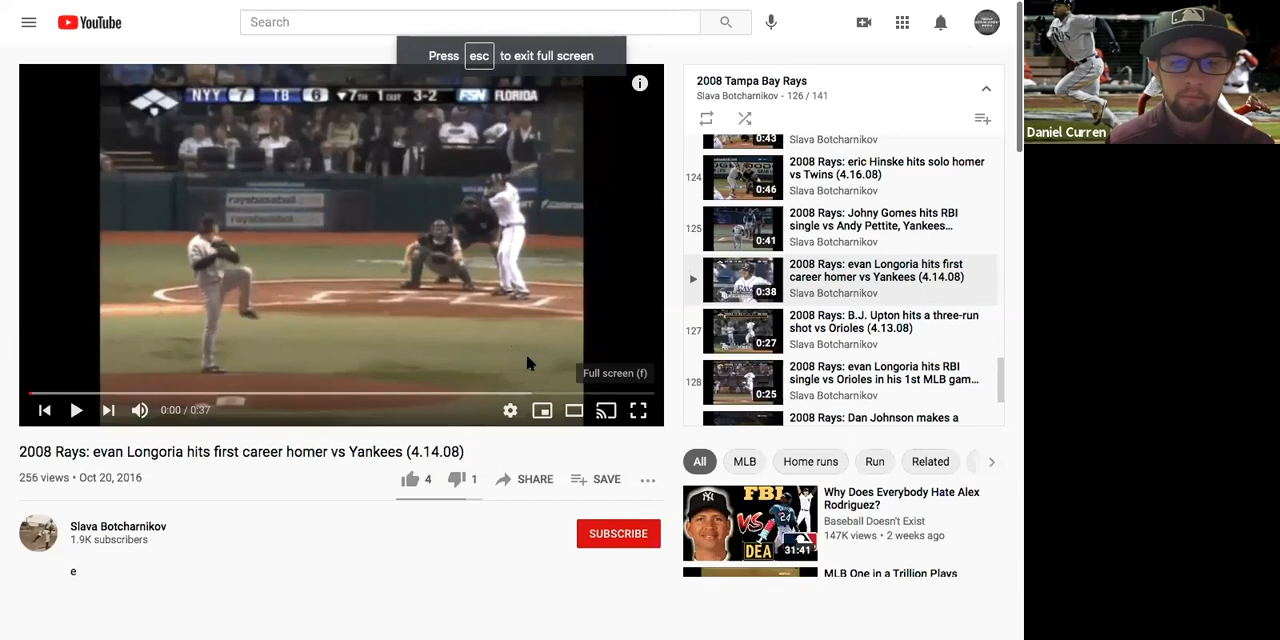 YouTube
Search
Press esc to exit full screen
NYY 7 TB 6 ▼7TH 1 OUT 3-2 FSN FLORIDA
raysbaseball
raysbaseball
Full screen (f)
0:00 / 0:37
2008 Rays: evan Longoria hits first career homer vs Yankees (4.14.08)
256 views • Oct 20, 2016
4
1
SHARE
SAVE
Slava Botcharnikov
1.9K subscribers
SUBSCRIBE
e
2008 Tampa Bay Rays
Slava Botcharnikov - 126 / 141
0:43
Slava Botcharnikov
124
0:46
2008 Rays: eric Hinske hits solo homer
vs Twins (4.16.08)
Slava Botcharnikov
125
0:41
2008 Rays: Johny Gomes hits RBI
single vs Andy Pettite, Yankees...
Slava Botcharnikov
0:38
2008 Rays: evan Longoria hits first
career homer vs Yankees (4.14.08)
Slava Botcharnikov
127
0:27
2008 Rays: B.J. Upton hits a three-run
shot vs Orioles (4.13.08)
Slava Botcharnikov
128
0:25
2008 Rays: evan Longoria hits RBI
single vs Orioles in his 1st MLB gam...
Slava Botcharnikov
2008 Rays: Dan Johnson makes a
All
MLB
Home runs
Run
Related
FBI
VS
DEA
24
31:41
Why Does Everybody Hate Alex
Rodriguez?
Baseball Doesn't Exist
147K views • 2 weeks ago
MLB One in a Trillion Plays
Daniel Curren